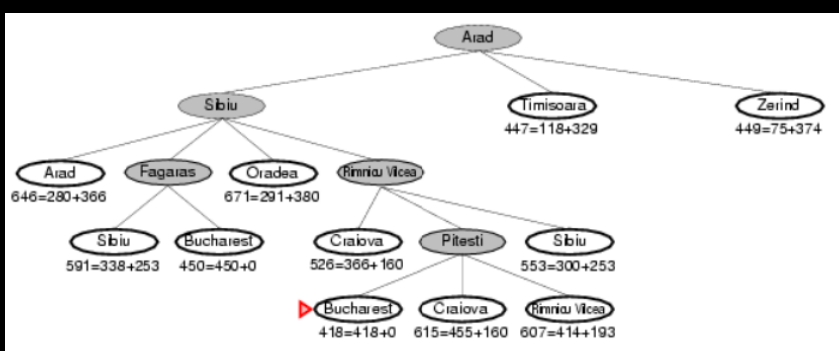 Arad
Sibiu Timisoara Zerind
447=118+329 449=75+374
Arad Fagaras Oradea Rimnicu Vilcea
646=280+366 671=291+380
Sibiu Bucharest Craiova Pitesti Sibiu
591=338+253 450=450+0 526=366+160 553=300+253
Bucharest Craiova Rimnicu Vilcea
418=418+0 615=455+160 607=414+193